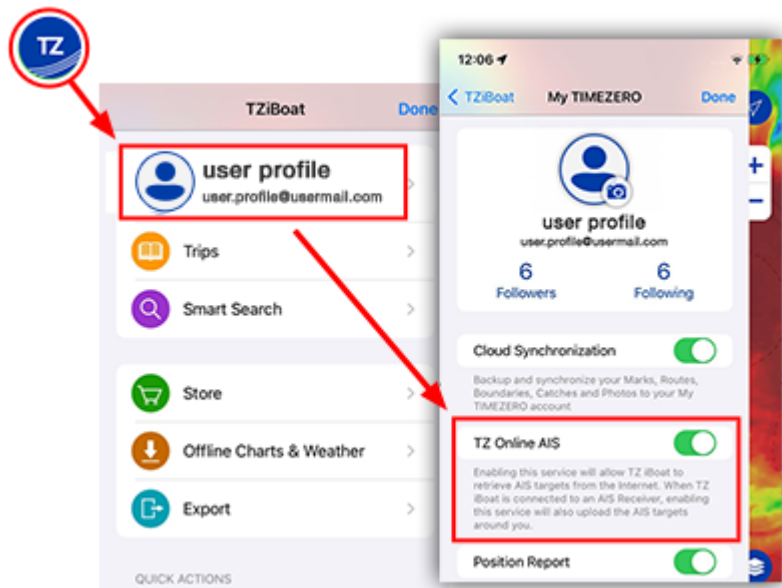 TZ
TZiBoat
Done
user profile
user.profile@usermail.com
Trips
Smart Search
Store
Offline Charts & Weather
Export
QUICK ACTIONS
12:06
TZiBoat
My TIMEZERO
Done
user profile
user.profile@usermail.com
6
6
Followers
Following
Cloud Synchronization
Backup and synchronize your Marks, Routes,
Boundaries, Catches and Photos to your My
TIMEZERO account
TZ Online AIS
Enabling this service will allow TZ iBoat to
retrieve AIS targets from the Internet. When TZ
iBoat is connected to an AIS Receiver, enabling
this service will also upload the AIS targets
around you.
Position Report
+
−